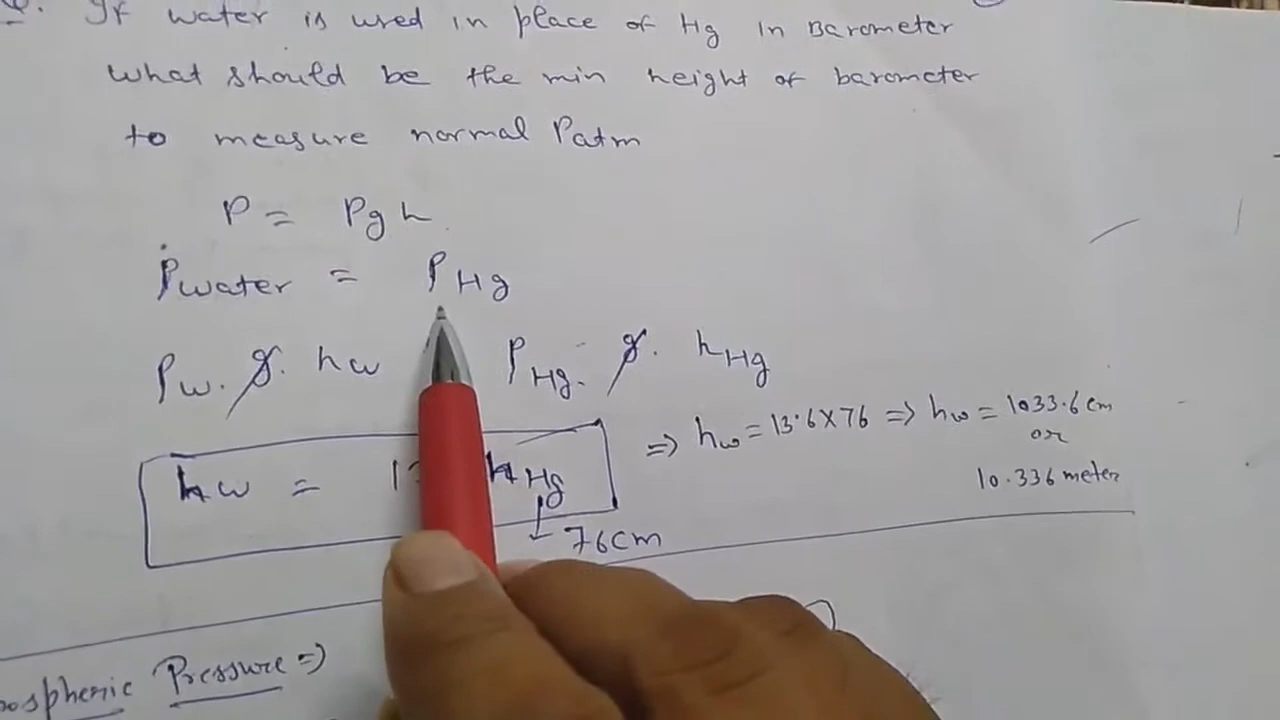 If water is used in place of Hg in Barometer
what should be the min height of barometer
to measure normal Patm
P = ρgh
Pwater = PHg
ρw. g. hw ρHg. g. hHg
hw = hHg
76cm
⇒ hw = 13.6 × 76 ⇒ hw = 1033.6 cm
or
10.336 meter
Pressure ⇒